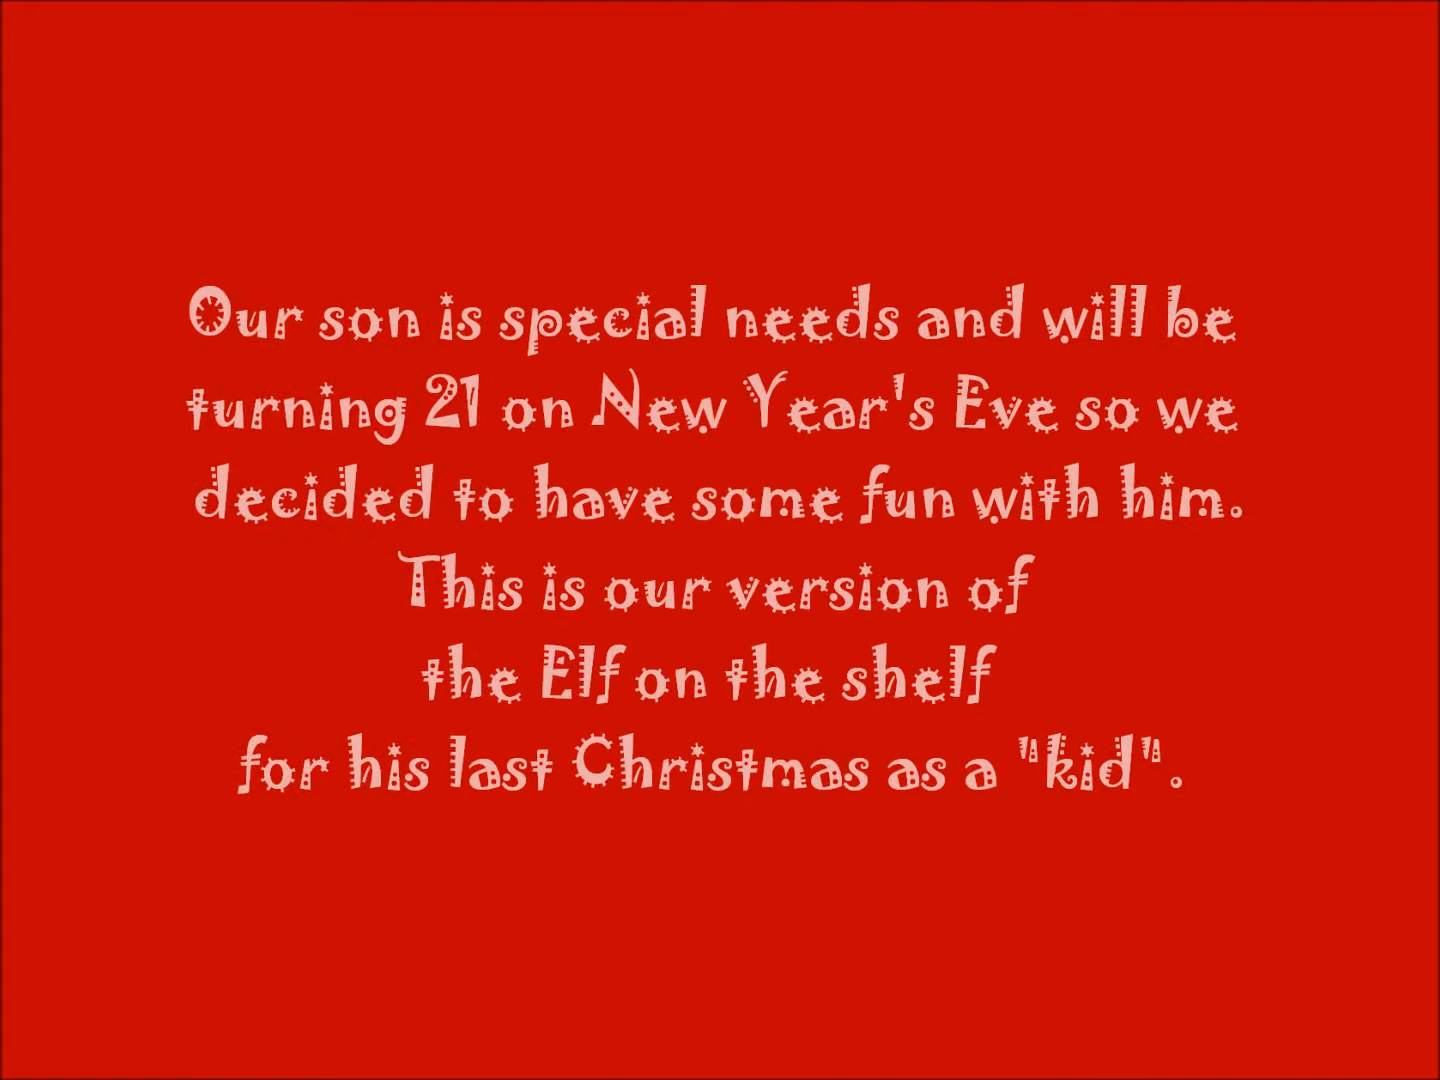 Our son is special needs and will be
turning 21 on New Year's Eve so we
decided to have some fun with him.
This is our version of
the Elf on the shelf
for his last Christmas as a "kid".